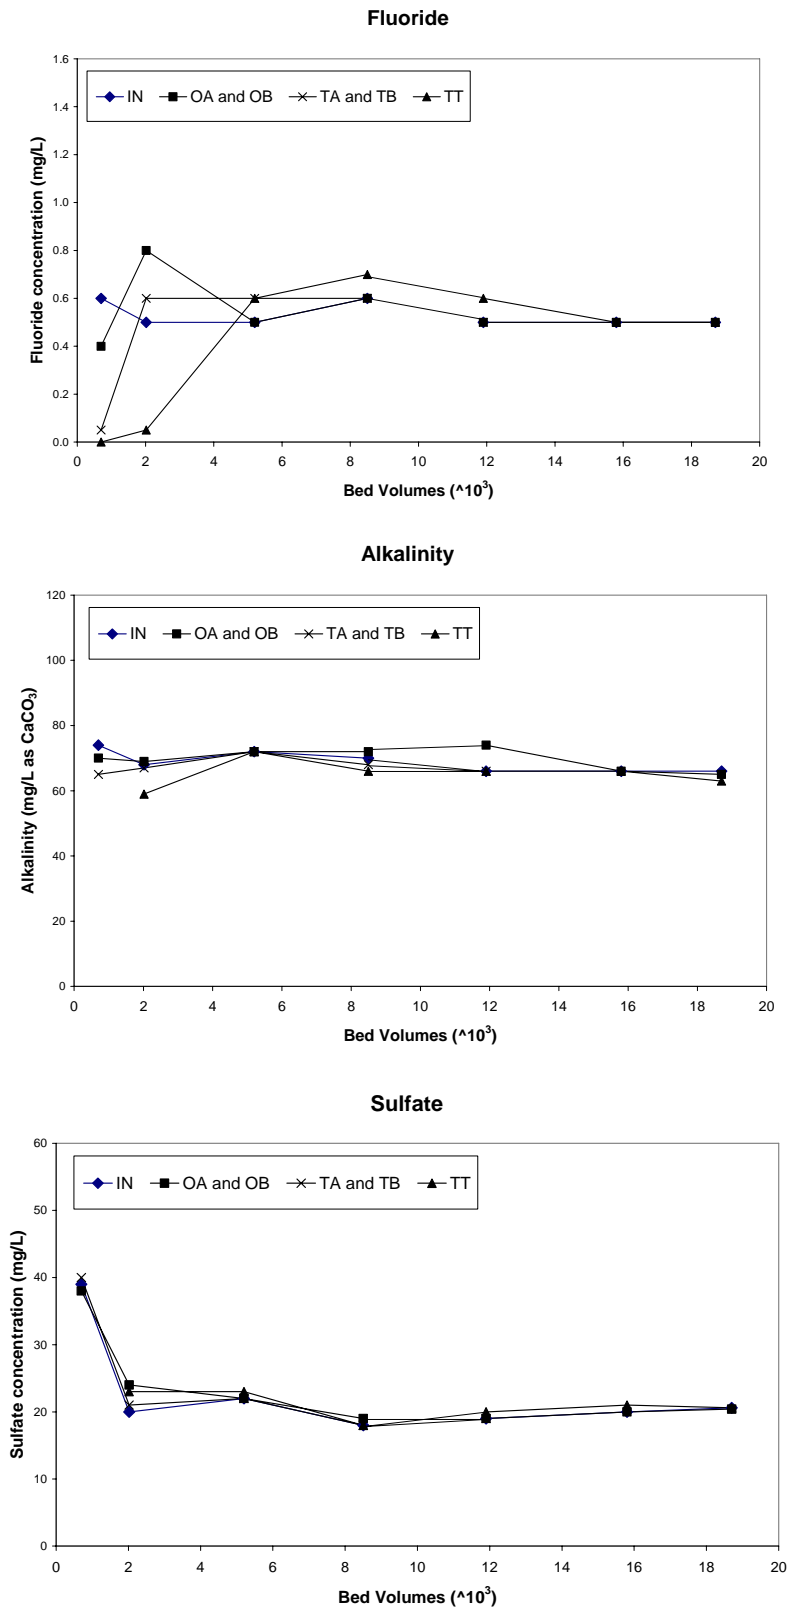 Fluoride
1.6
1.4
1.2
1.0
0.8
0.6
0.4
0.2
0.0
Fluoride concentration (mg/L)
IN OA and OB TA and TB TT
0 2 4 6 8 10 12 14 16 18 20
Bed Volumes (^10³)
Alkalinity
120
100
80
60
40
20
0
Alkalinity (mg/L as CaCO₃)
IN OA and OB TA and TB TT
0 2 4 6 8 10 12 14 16 18 20
Bed Volumes (^10³)
Sulfate
60
50
40
30
20
10
0
Sulfate concentration (mg/L)
IN OA and OB TA and TB TT
0 2 4 6 8 10 12 14 16 18 20
Bed Volumes (^10³)